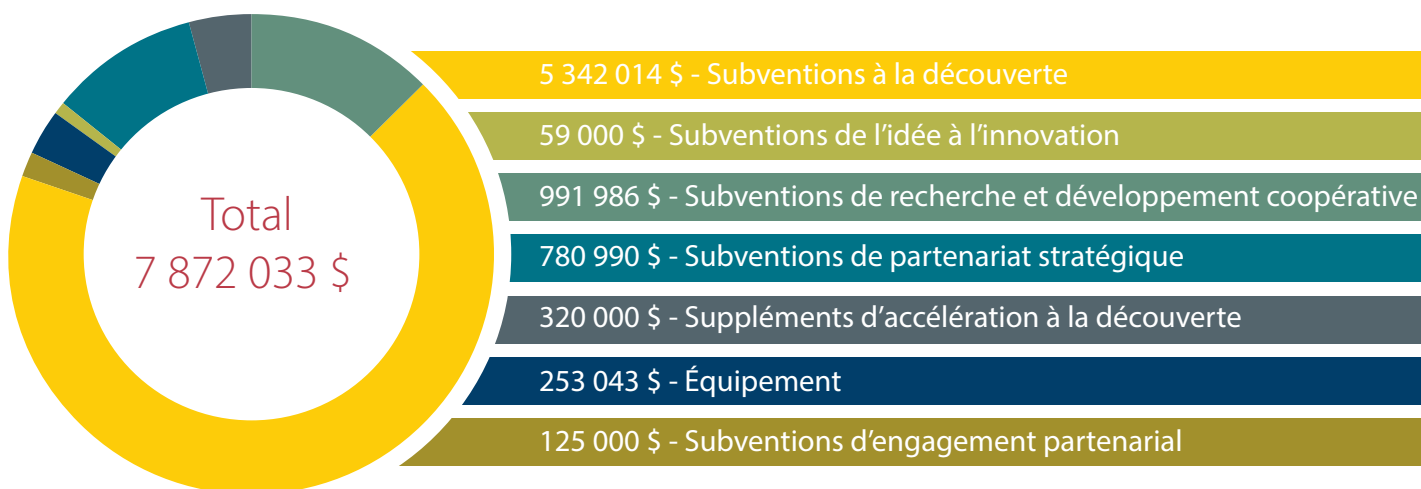 Total
7 872 033 $
5 342 014 $ - Subventions à la découverte
59 000 $ - Subventions de l’idée à l’innovation
991 986 $ - Subventions de recherche et développement coopérative
780 990 $ - Subventions de partenariat stratégique
320 000 $ - Suppléments d’accélération à la découverte
253 043 $ - Équipement
125 000 $ - Subventions d’engagement partenarial